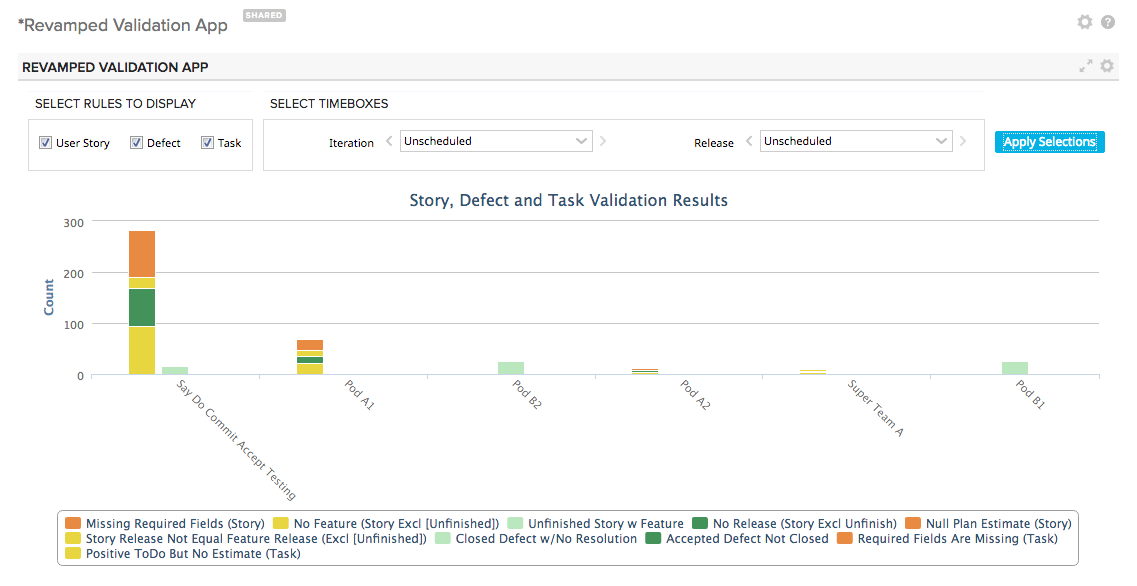 *Revamped Validation App SHARED
REVAMPED VALIDATION APP
SELECT RULES TO DISPLAY SELECT TIMEBOXES
User Story Defect Task Iteration Unscheduled Release Unscheduled Apply Selections
Story, Defect and Task Validation Results
300
200
100
0
Count
Say Do Commit Accept Testing
Pod A1
Pod B2
Pod A2
Super Team A
Pod B1
Missing Required Fields (Story) No Feature (Story Excl [Unfinished]) Unfinished Story w Feature No Release (Story Excl Unfinish) Null Plan Estimate (Story)
Story Release Not Equal Feature Release (Excl [Unfinished]) Closed Defect w/No Resolution Accepted Defect Not Closed Required Fields Are Missing (Task)
Positive ToDo But No Estimate (Task)